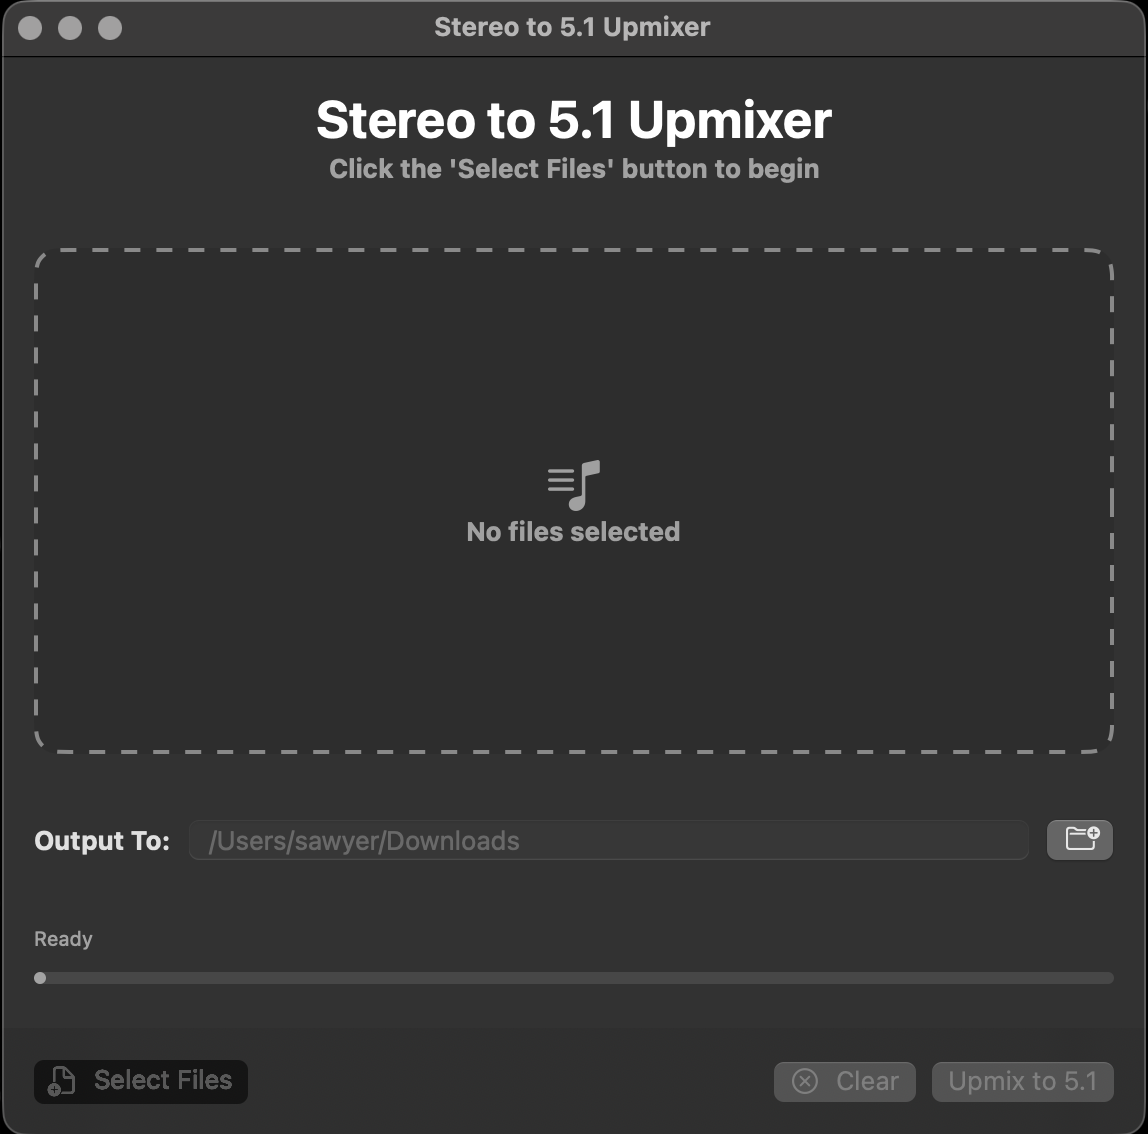 Stereo to 5.1 Upmixer
Stereo to 5.1 Upmixer
Click the 'Select Files' button to begin
No files selected
Output To: /Users/sawyer/Downloads
Ready
Select Files Clear Upmix to 5.1